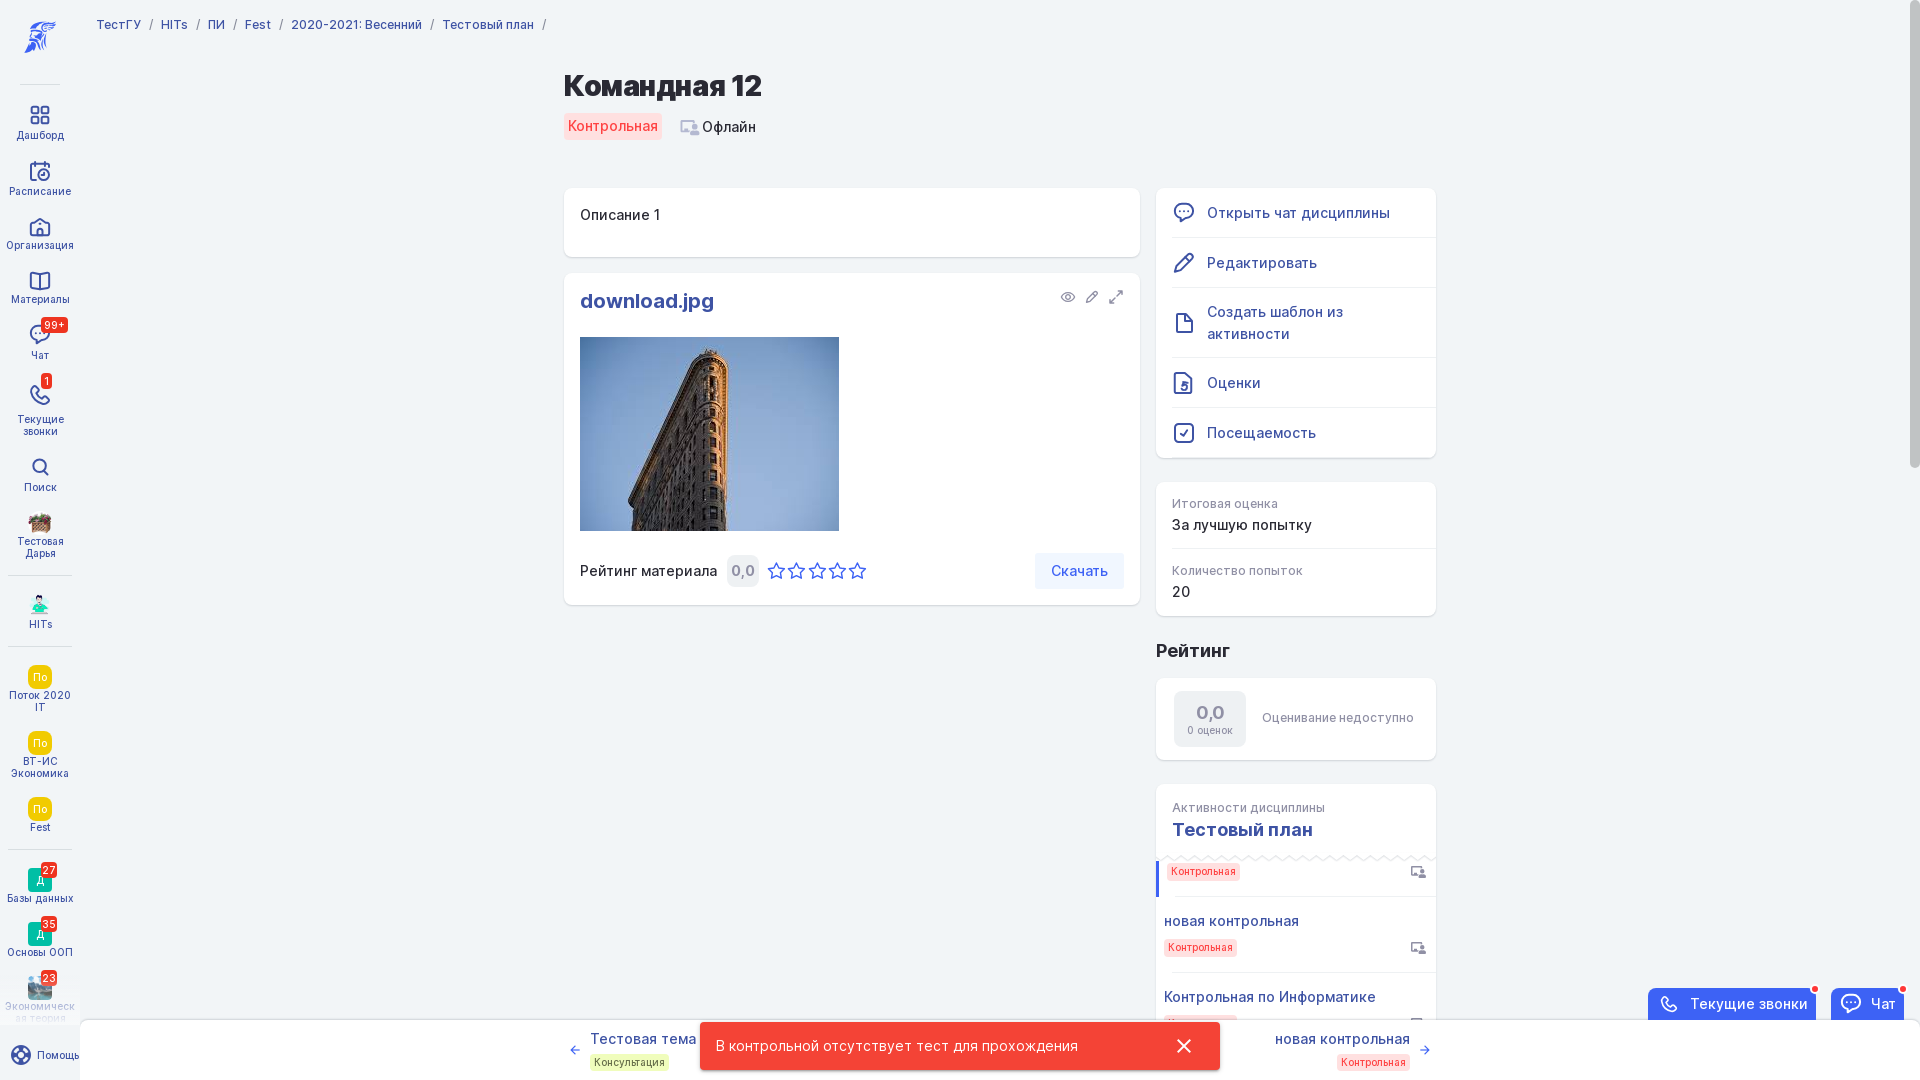 ТестГУ / HITs / ПИ / Fest / 2020-2021: Весенний / Тестовый план /
Дашборд
Расписание
Организация
Материалы
99+
Чат
1
Текущие
звонки
Поиск
Тестовая
Дарья
HITs
По
Поток 2020
IT
По
ВТ-ИС
Экономика
По
Fest
27
Д
Базы данных
35
Д
Основы ООП
23
Экономическ
ая теория
Помощь
Командная 12
Контрольная
Офлайн
Описание 1
download.jpg
Рейтинг материала 0,0
Скачать
Открыть чат дисциплины
Редактировать
Создать шаблон из
активности
Оценки
Посещаемость
Итоговая оценка
За лучшую попытку
Количество попыток
20
Рейтинг
0,0
0 оценок
Оценивание недоступно
Активности дисциплины
Тестовый план
Контрольная
новая контрольная
Контрольная
Контрольная по Информатике
Текущие звонки
Чат
Тестовая тема
Консультация
В контрольной отсутствует тест для прохождения
новая контрольная
Контрольная